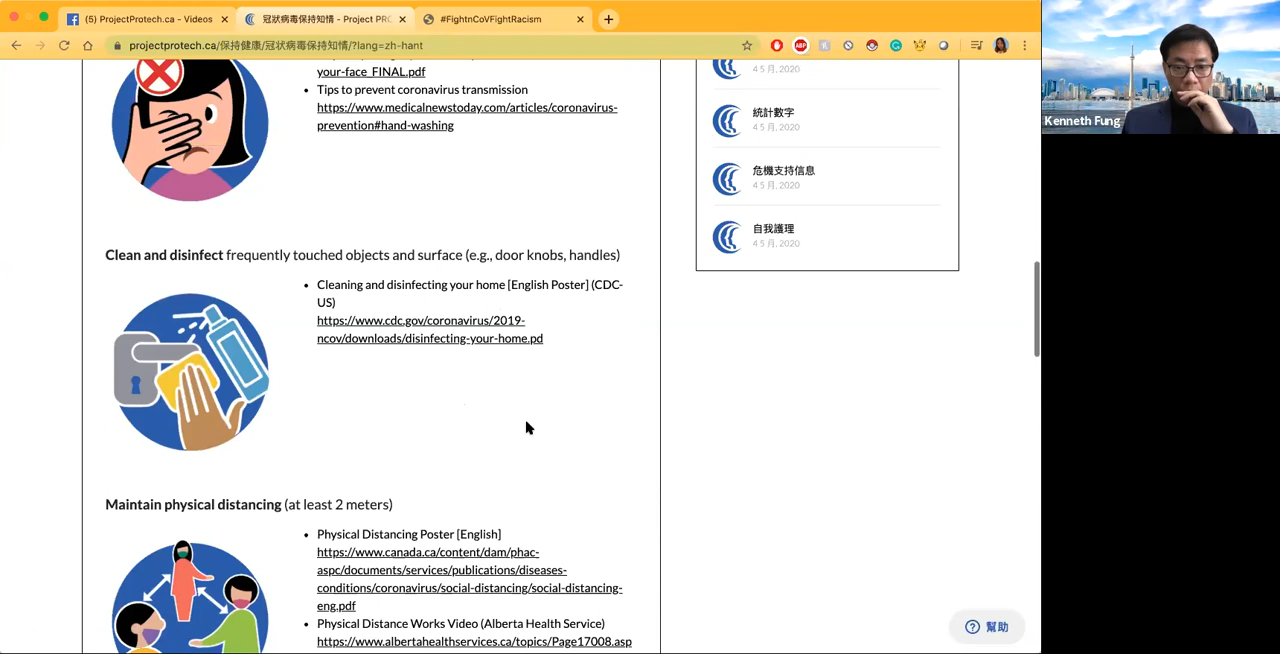 (5) ProjectProtech.ca - Videos
冠狀病毒保持知情 - Project PRO
#FightnCoVFightRacism
projectprotech.ca/保持健康/冠狀病毒保持知情/?lang=zh-hant
ABP
your-face_FINAL.pdf
Tips to prevent coronavirus transmission
https://www.medicalnewstoday.com/articles/coronavirus-
prevention#hand-washing
Clean and disinfect frequently touched objects and surface (e.g., door knobs, handles)
Cleaning and disinfecting your home [English Poster] (CDC-
US)
https://www.cdc.gov/coronavirus/2019-
ncov/downloads/disinfecting-your-home.pd
Maintain physical distancing (at least 2 meters)
Physical Distancing Poster [English]
https://www.canada.ca/content/dam/phac-
aspc/documents/services/publications/diseases-
conditions/coronavirus/social-distancing/social-distancing-
eng.pdf
Physical Distance Works Video (Alberta Health Service)
https://www.albertahealthservices.ca/topics/Page17008.asp
4 5 月, 2020
統計數字
4 5 月, 2020
危機支持信息
4 5 月, 2020
自我護理
4 5 月, 2020
幫助
Kenneth Fung